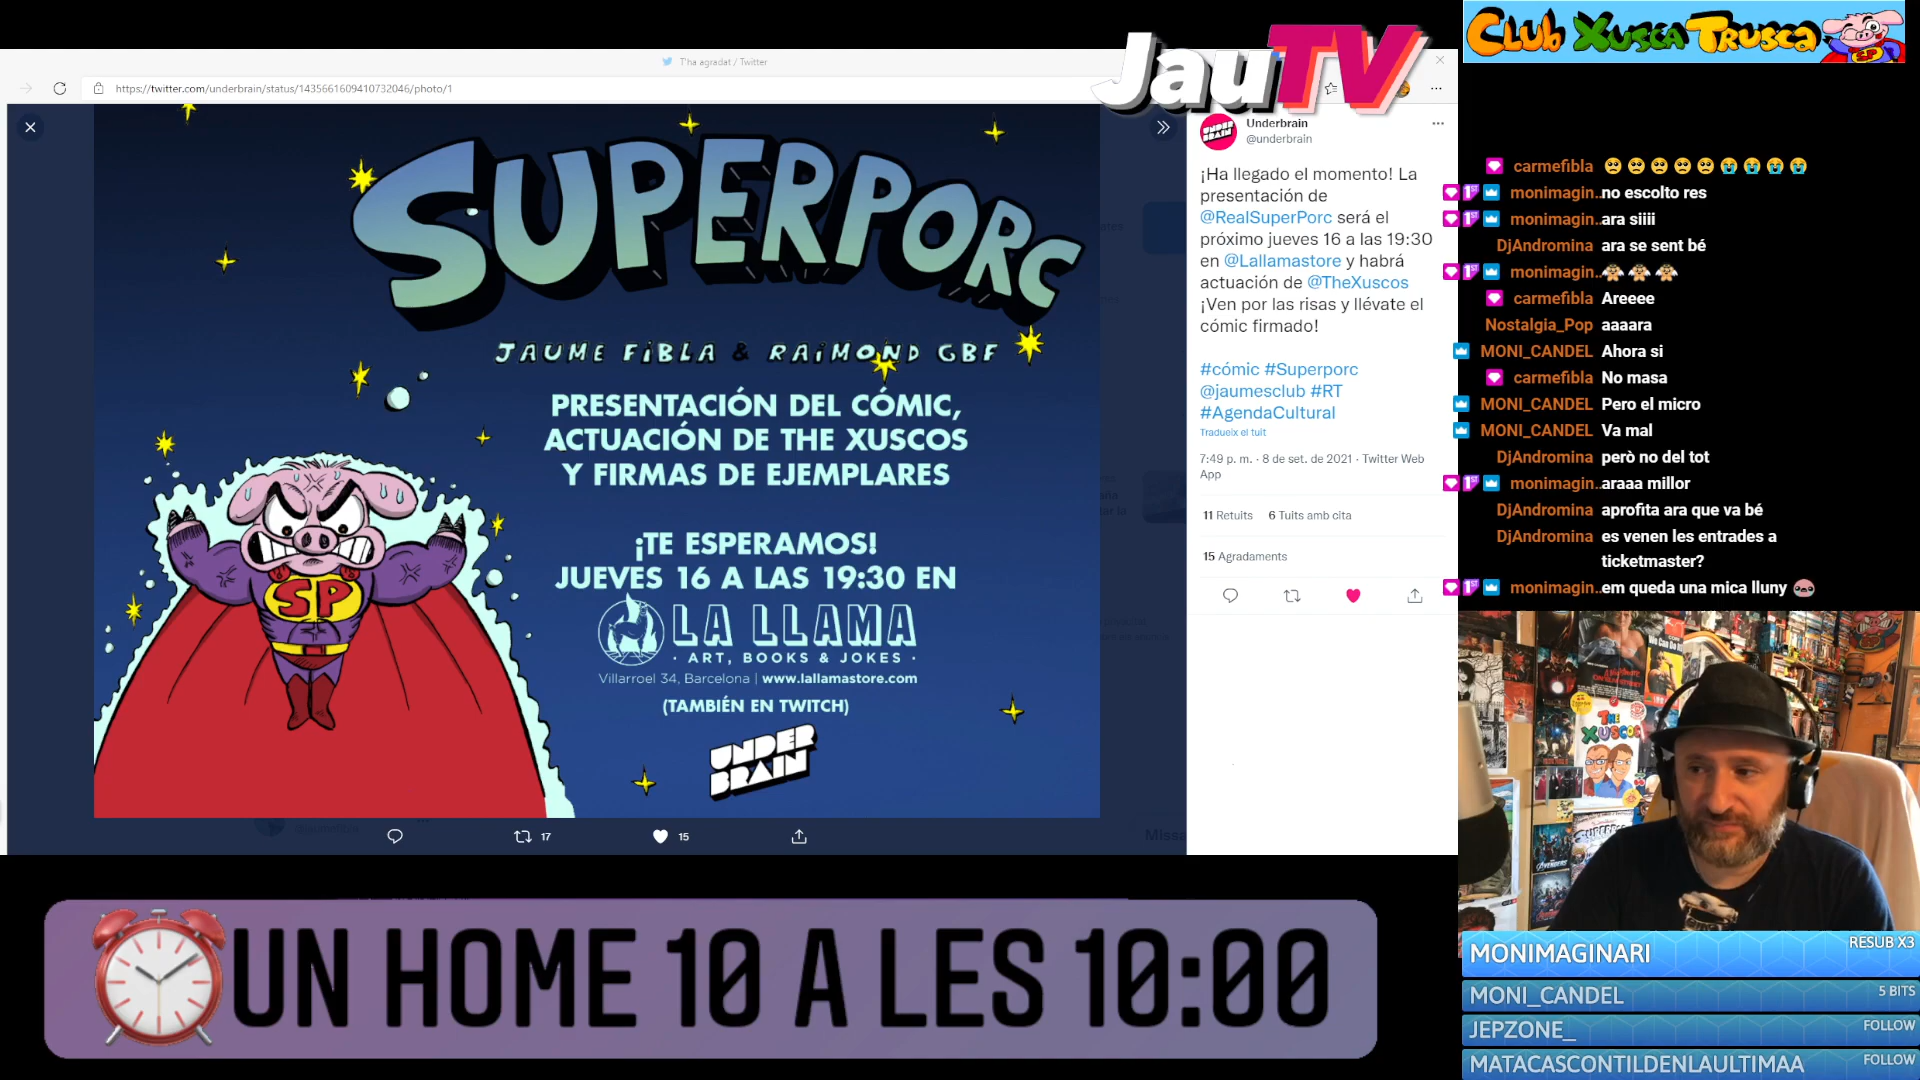 JauTV
Club Xusca Trusca
SP
T'ha agradat / Twitter
https://twitter.com/underbrain/status/1435661609410732046/photo/1
SUPERPORC
JAUME FIBLA & RAIMOND GBF
PRESENTACIÓN DEL CÓMIC,
ACTUACIÓN DE THE XUSCOS
Y FIRMAS DE EJEMPLARES
¡TE ESPERAMOS!
JUEVES 16 A LAS 19:30 EN
LA LLAMA
· ART, BOOKS & JOKES ·
Villarroel 34, Barcelona | www.lallamastore.com
(TAMBIÉN EN TWITCH)
UNDER
BRAIN
SP
17
15
UNDER
BRAIN
Underbrain
@underbrain
¡Ha llegado el momento! La
presentación de
@RealSuperPorc será el
próximo jueves 16 a las 19:30
en @Lallamastore y habrá
actuación de @TheXuscos
¡Ven por las risas y llévate el
cómic firmado!
#cómic #Superporc
@jaumesclub #RT
#AgendaCultural
Tradueix el tuit
7:49 p. m. · 8 de set. de 2021 · Twitter Web
App
11 Retuits 6 Tuits amb cita
15 Agradaments
carmefibla
monimagin.. no escolto res
monimagin.. ara siiii
DjAndromina ara se sent bé
monimagin..
carmefibla Areeee
Nostalgia_Pop aaaara
MONI_CANDEL Ahora si
carmefibla No masa
MONI_CANDEL Pero el micro
MONI_CANDEL Va mal
DjAndromina però no del tot
monimagin.. araaa millor
DjAndromina aprofita ara que va bé
DjAndromina es venen les entrades a
ticketmaster?
monimagin.. em queda una mica lluny
THE
XUSCOS
SUPERPORC
UN HOME 10 A LES 10:00
MONIMAGINARI RESUB X3
MONI_CANDEL 5 BITS
JEPZONE_ FOLLOW
MATACASCONTILDENLAULTIMAA FOLLOW